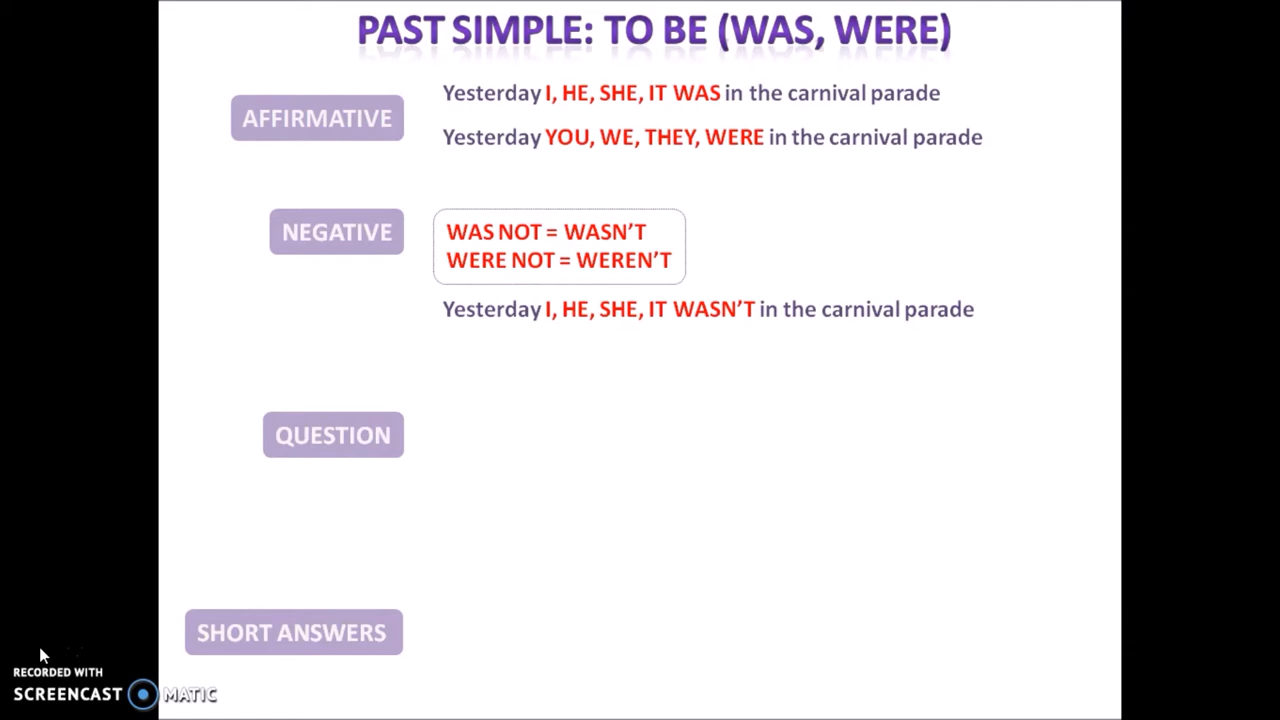 PAST SIMPLE: TO BE (WAS, WERE)
AFFIRMATIVE
Yesterday I, HE, SHE, IT WAS in the carnival parade
Yesterday YOU, WE, THEY, WERE in the carnival parade
NEGATIVE
WAS NOT = WASN’T
WERE NOT = WEREN’T
Yesterday I, HE, SHE, IT WASN’T in the carnival parade
QUESTION
SHORT ANSWERS
RECORDED WITH
SCREENCAST MATIC